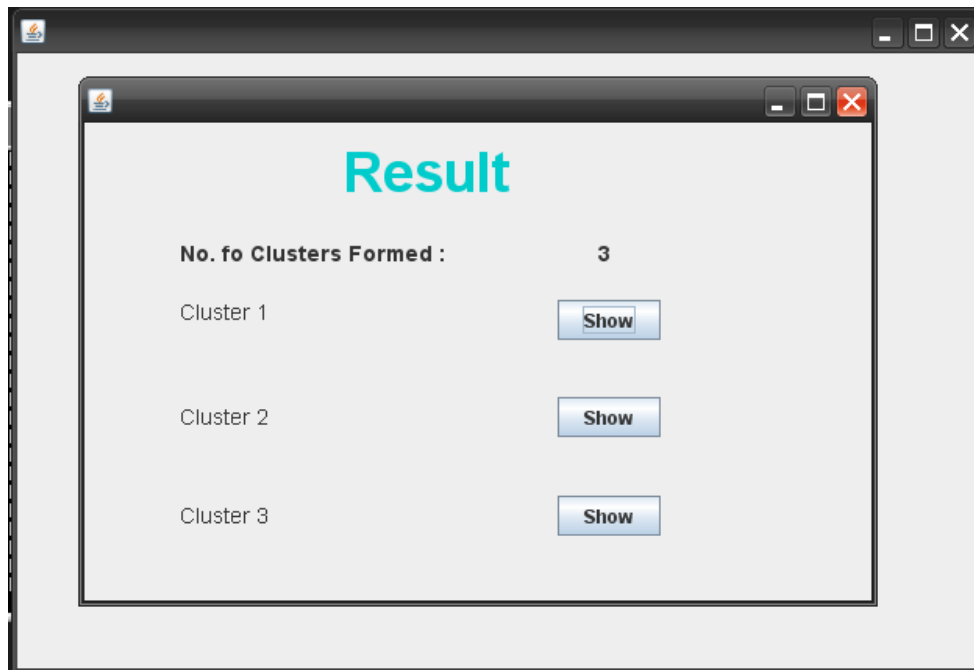 Result
No. fo Clusters Formed : 3
Cluster 1 Show
Cluster 2 Show
Cluster 3 Show